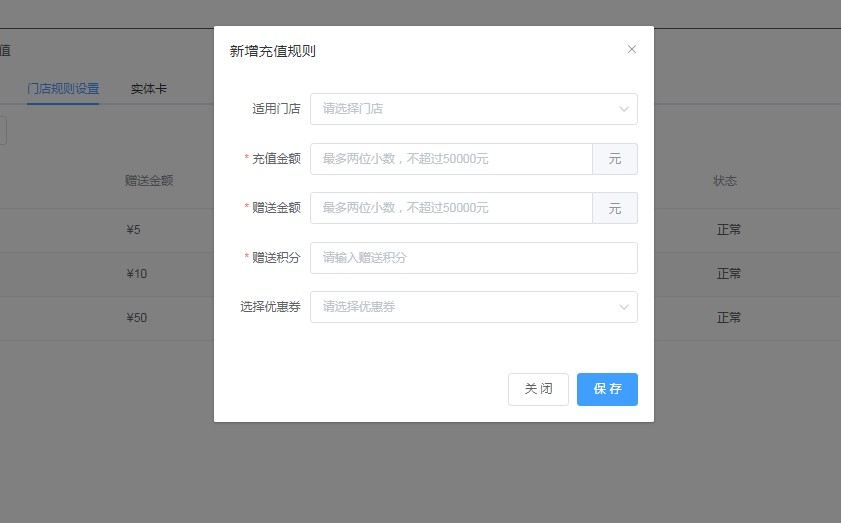 值
门店规则设置 实体卡
赠送金额 状态
¥5 正常
¥10 正常
¥50 正常
新增充值规则
适用门店 请选择门店
* 充值金额 最多两位小数，不超过50000元 元
* 赠送金额 最多两位小数，不超过50000元 元
* 赠送积分 请输入赠送积分
选择优惠券 请选择优惠券
关 闭 保 存